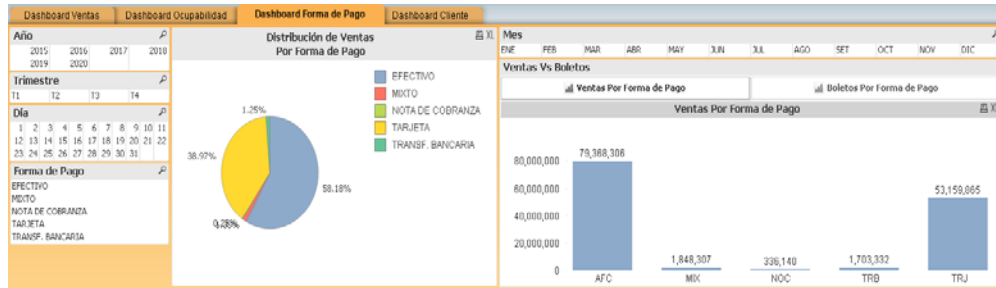 Dashboard Ventas
Dashboard Ocupabilidad
Dashboard Forma de Pago
Dashboard Cliente
Año
2015 2016 2017 2018
2019 2020
Trimestre
T1 T2 T3 T4
Día
1 2 3 4 5 6 7 8 9 10 11
12 13 14 15 16 17 18 19 20 21 22
23 24 25 26 27 28 29 30 31
Forma de Pago
EFECTIVO
MIXTO
NOTA DE COBRANZA
TARJETA
TRANSF. BANCARIA
Distribución de Ventas
Por Forma de Pago
XL
EFECTIVO
MIXTO
NOTA DE COBRANZA
TARJETA
TRANSF. BANCARIA
1.25%
38.97%
58.18%
Mes
ENE FEB MAR ABR MAY JUN JUL AGO SET OCT NOV DIC
Ventas Vs Boletos
Ventas Por Forma de Pago
Boletos Por Forma de Pago
Ventas Por Forma de Pago
80,000,000
60,000,000
40,000,000
20,000,000
0
79,368,306
1,848,307
336,140
1,703,332
53,159,865
AFC MIX NOC TRB TRJ